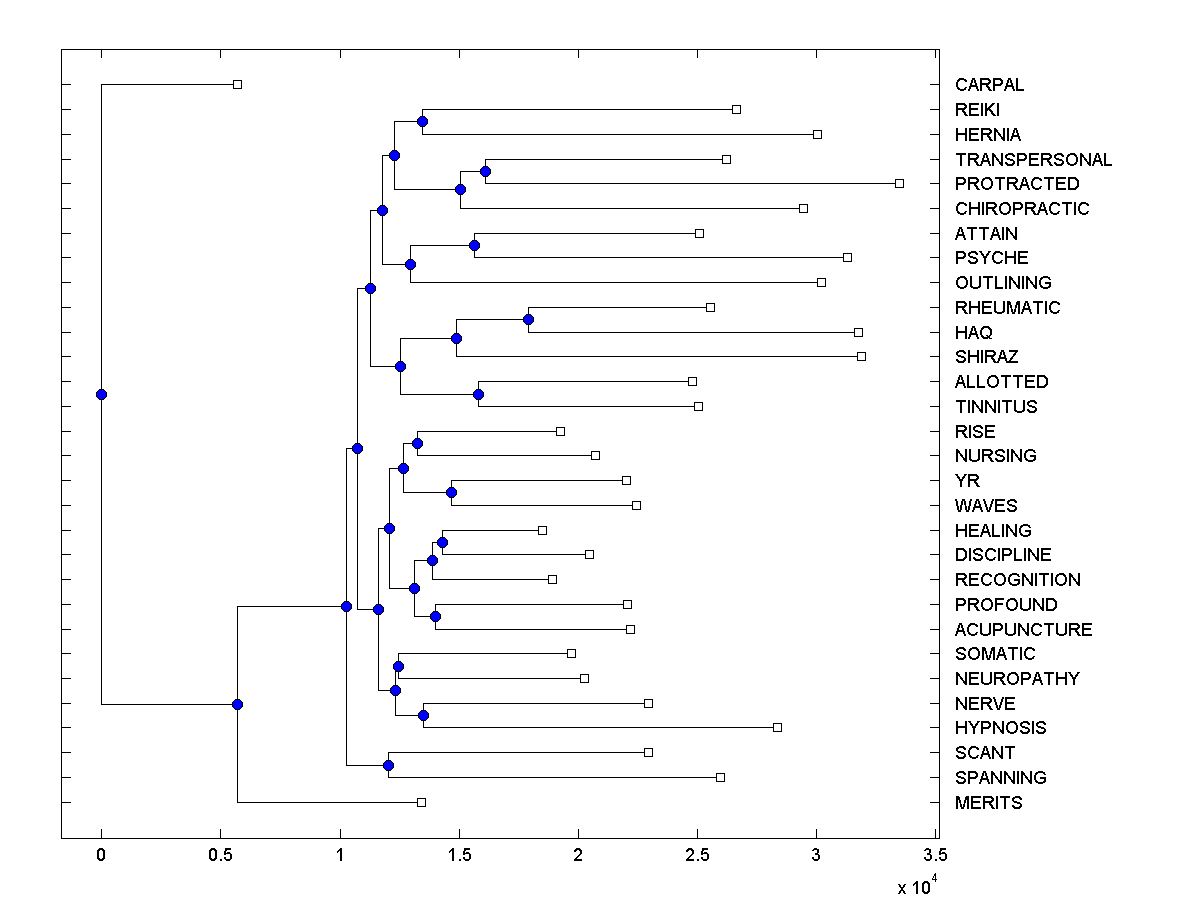 CARPAL
REIKI
HERNIA
TRANSPERSONAL
PROTRACTED
CHIROPRACTIC
ATTAIN
PSYCHE
OUTLINING
RHEUMATIC
HAQ
SHIRAZ
ALLOTTED
TINNITUS
RISE
NURSING
YR
WAVES
HEALING
DISCIPLINE
RECOGNITION
PROFOUND
ACUPUNCTURE
SOMATIC
NEUROPATHY
NERVE
HYPNOSIS
SCANT
SPANNING
MERITS
0 0.5 1 1.5 2 2.5 3 3.5
x 10^4